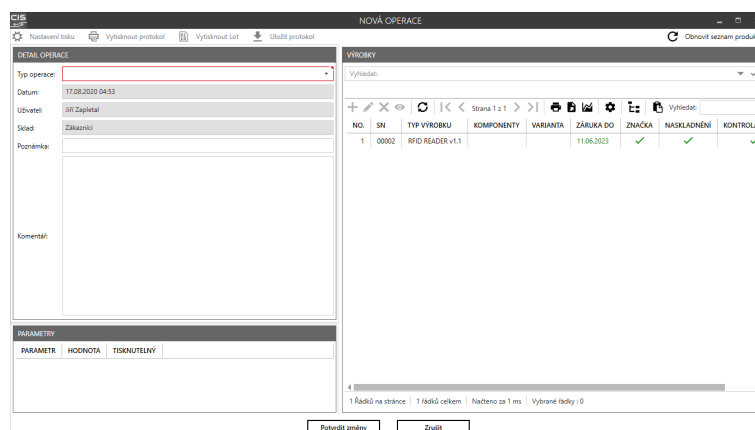 CIS
NOVÁ OPERACE
Nastavení tisku Vytisknout protokol Vytisknout Lot Uložit protokol
Obnovit seznam produk
DETAIL OPERACE
Typ operace:
Datum: 17.08.2020 04:53
Uživatel: Jiří Zapletal
Sklad: Zákazníci
Poznámka:
Komentář:
PARAMETRY
PARAMETR HODNOTA TISKNUTELNÝ
VÝROBKY
Vyhledat:
Strana 1 z 1 Vyhledat:
NO. SN TYP VÝROBKU KOMPONENTY VARIANTA ZÁRUKA DO ZNAČKA NASKLADNĚNÍ KONTROLA
1 00002 RFID READER v1.1 11.06.2023
1 Řádků na stránce 1 řádků celkem Načteno za 1 ms Vybrané řádky : 0
Potvrdit změny Zrušit